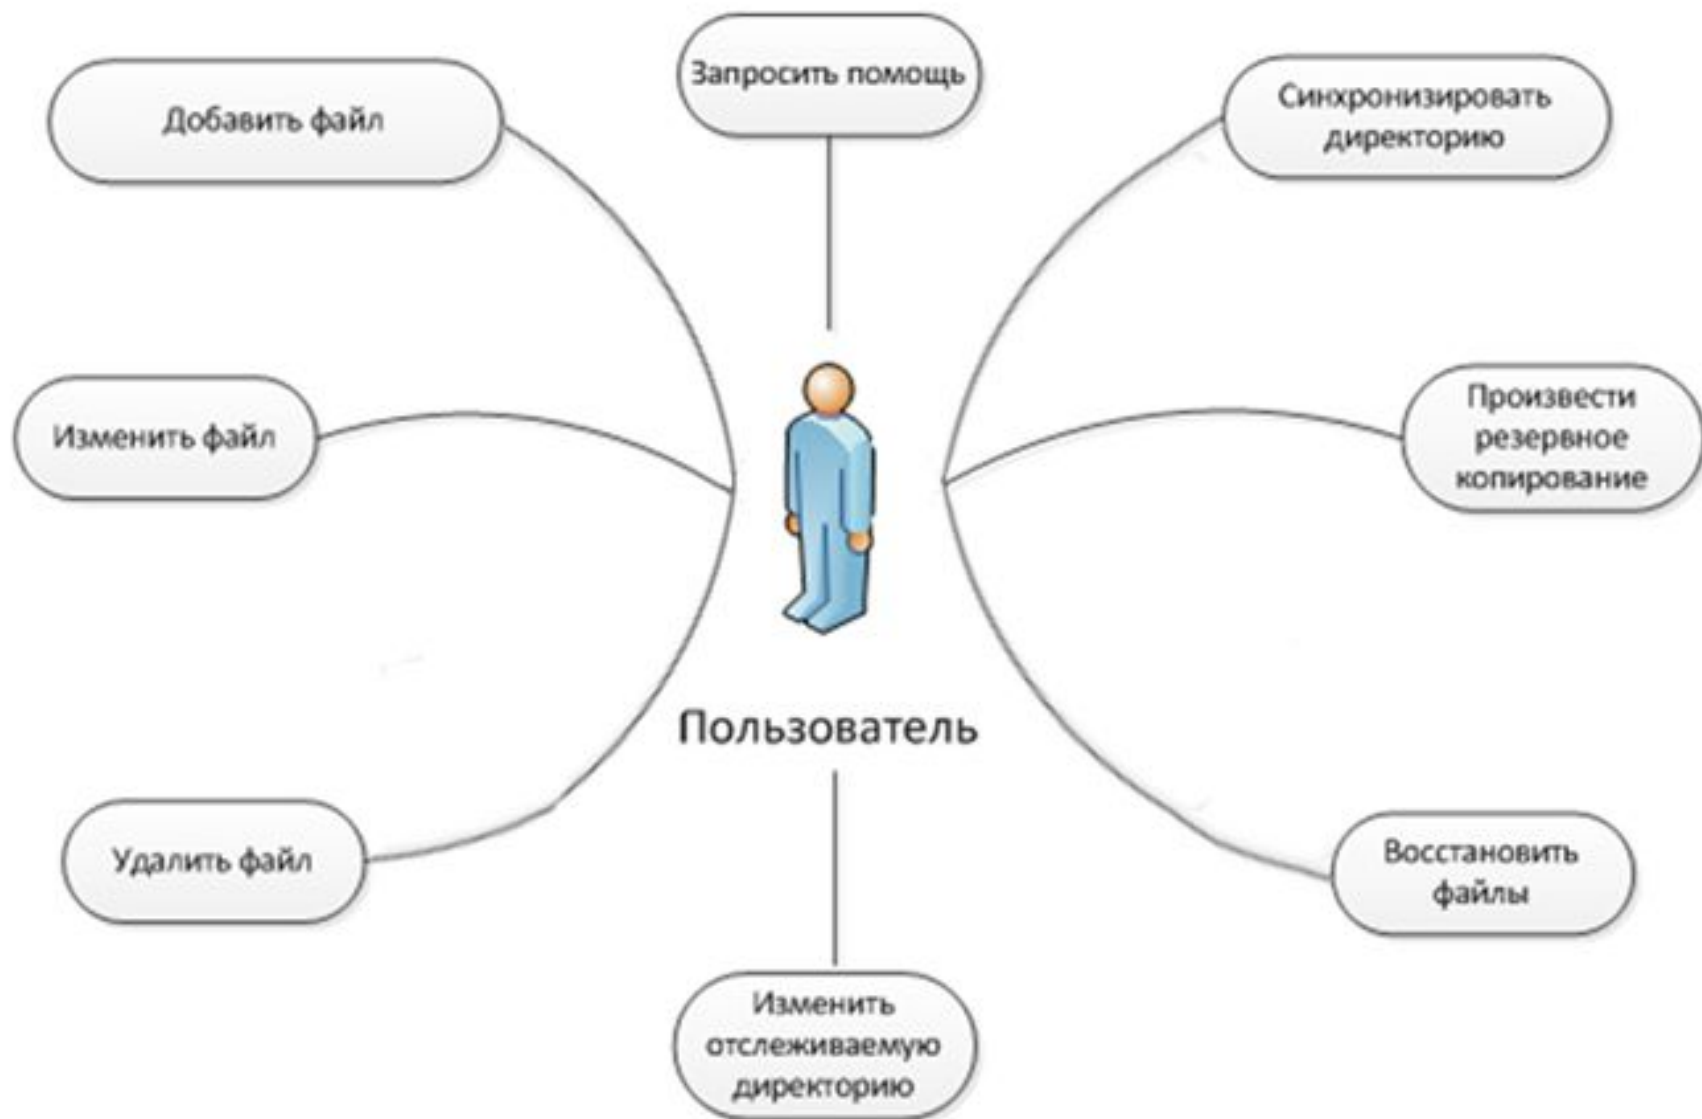 Запросить помощь
Добавить файл
Синхронизировать
директорию
Изменить файл
Произвести
резервное
копирование
Пользователь
Удалить файл
Восстановить
файлы
Изменить
отслеживаемую
директорию